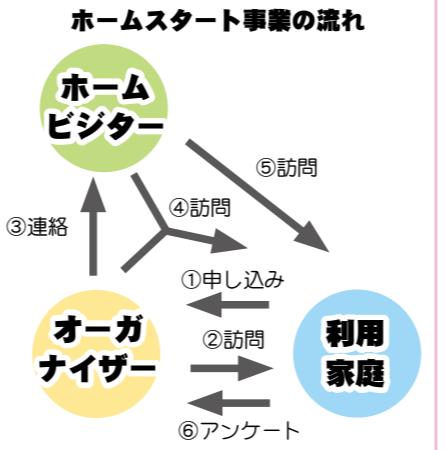 ホームスタート事業の流れ
ホーム
ビジター
⑤訪問
④訪問
③連絡
①申し込み
オーガ
ナイザー
②訪問
利用
家庭
⑥アンケート